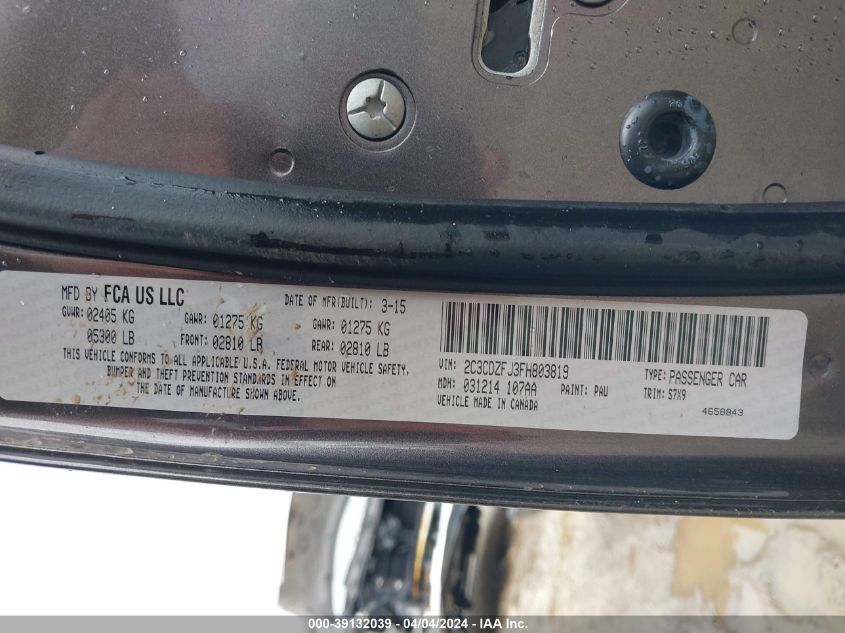 MFD BY FCA US LLC
DATE OF MFR(BUILT): 3-15
GVWR: 02405 KG GAWR: 01275 KG GAWR: 01275 KG
05300 LB FRONT: 02810 LB REAR: 02810 LB
THIS VEHICLE CONFORMS TO ALL APPLICABLE U.S.A. FEDERAL MOTOR VEHICLE SAFETY,
BUMPER AND THEFT PREVENTION STANDARDS IN EFFECT ON
THE DATE OF MANUFACTURE SHOWN ABOVE.
VIN: 2C3CDZFJ3FH803819 TYPE: PASSENGER CAR
MDH: 031214 107AA PAINT: PAU TRIM: S7X9
VEHICLE MADE IN CANADA
4658843
000-39132039 - 04/04/2024 - IAA Inc.